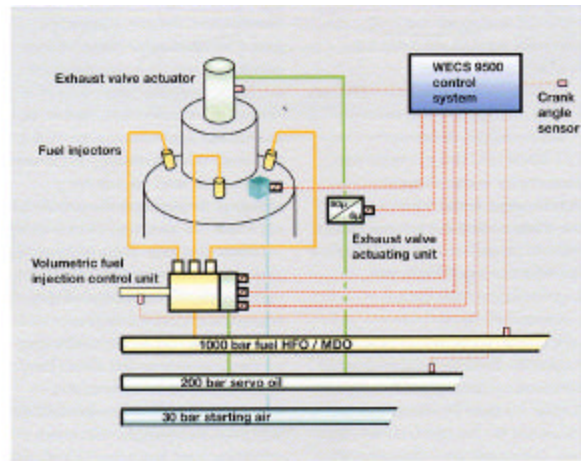 Exhaust valve actuator
WECS 9500
control
system
Crank
angle
sensor
Fuel injectors
Exhaust valve
actuating unit
Volumetric fuel
injection control unit
1000 bar fuel HFO / MDO
200 bar servo oil
30 bar starting air